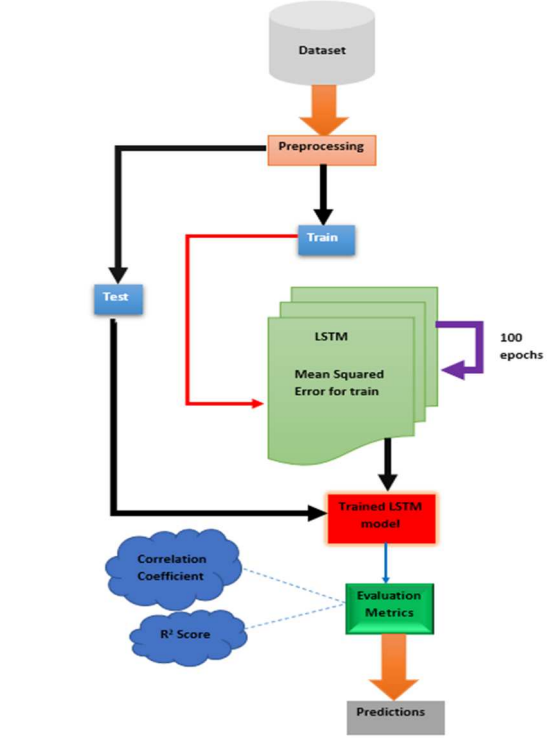 Dataset
Preprocessing
Train
Test
LSTM
Mean Squared
Error for train
100
epochs
Trained LSTM
model
Correlation
Coefficient
Evaluation
Metrics
R² Score
Predictions